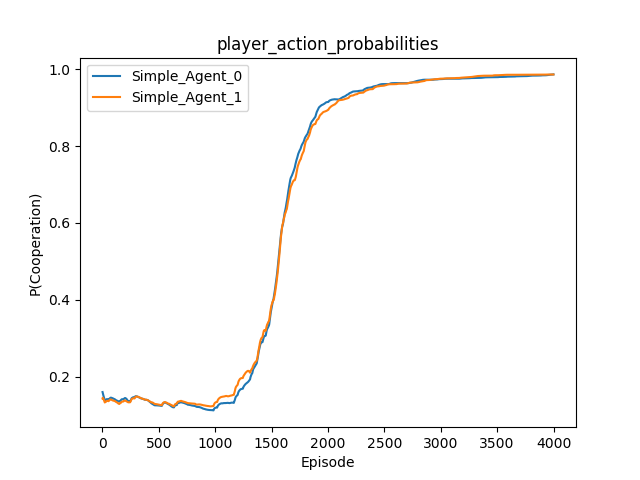 player_action_probabilities
Simple_Agent_0
Simple_Agent_1
P(Cooperation)
1.0
0.8
0.6
0.4
0.2
0 500 1000 1500 2000 2500 3000 3500 4000
Episode